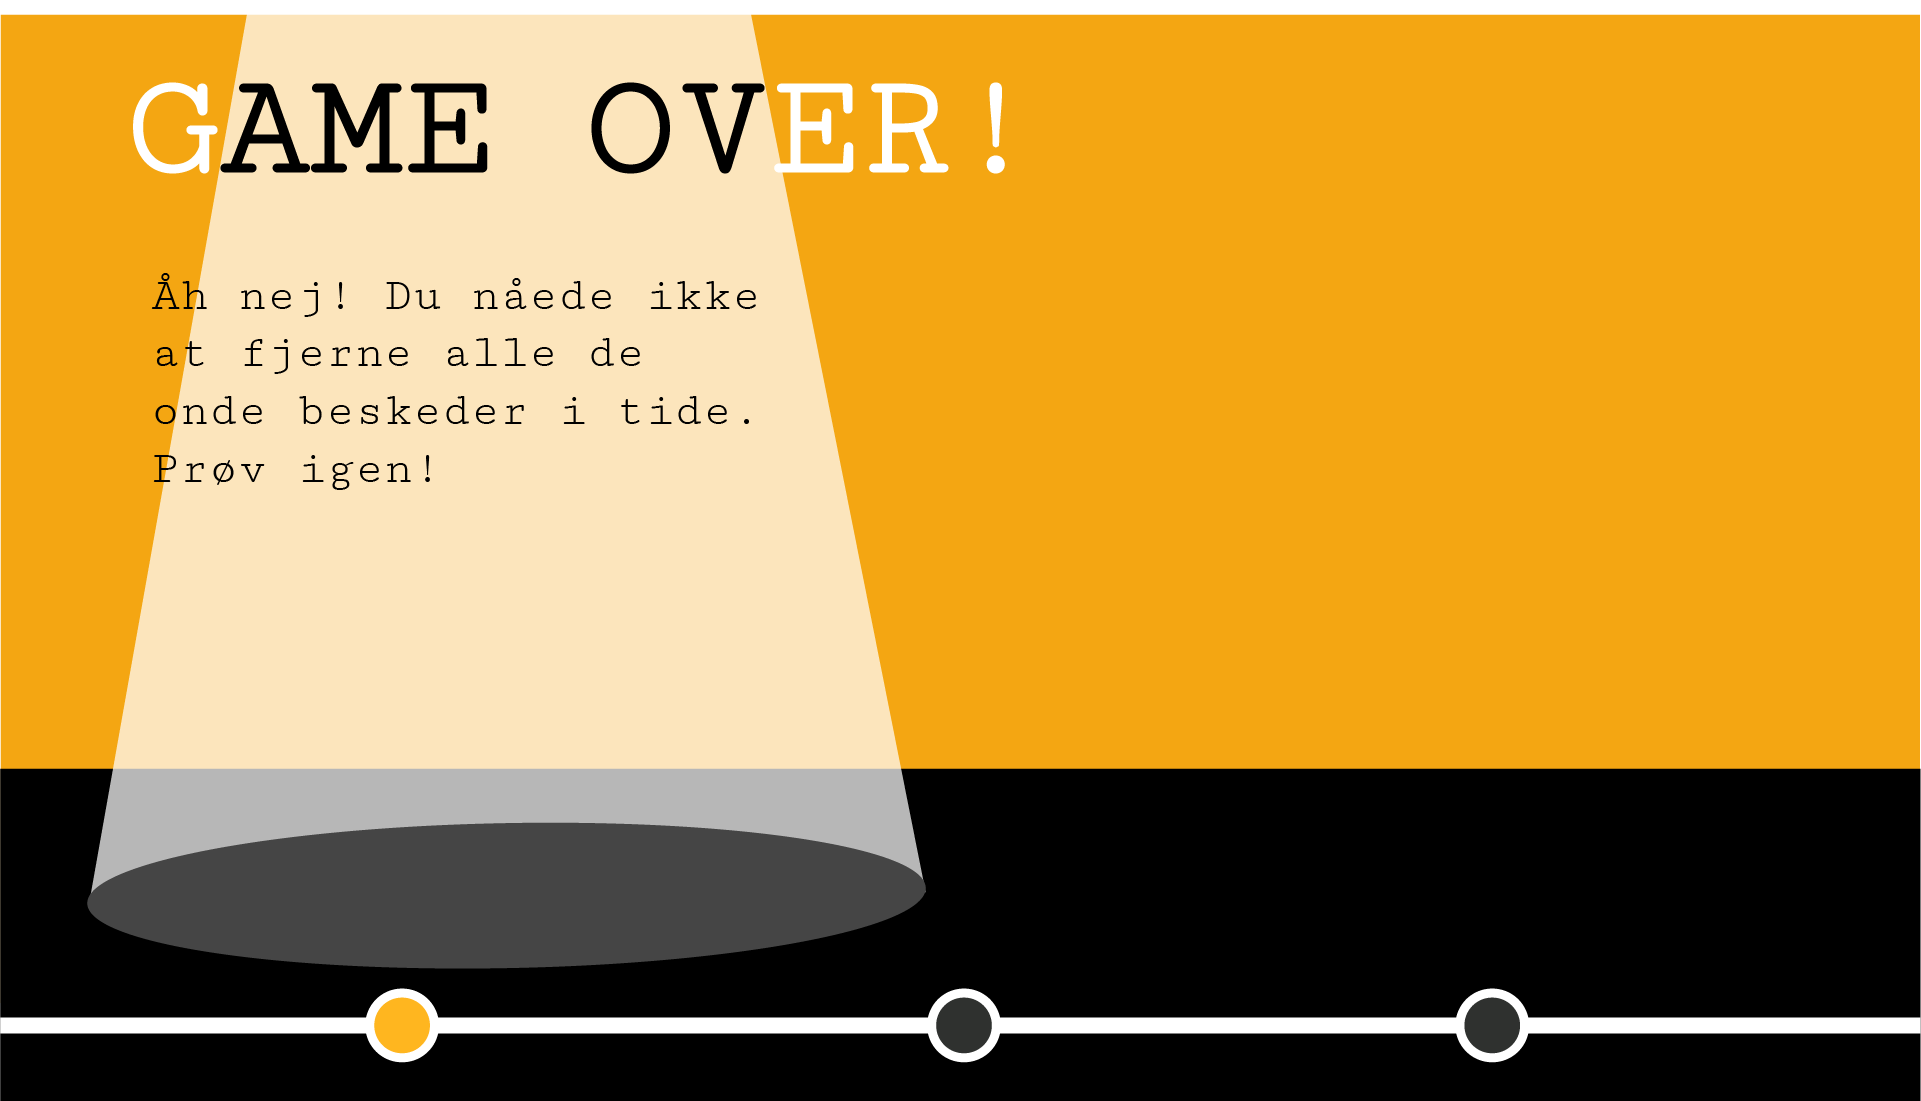 GAME OVER!
Åh nej! Du nåede ikke
at fjerne alle de
onde beskeder i tide.
Prøv igen!